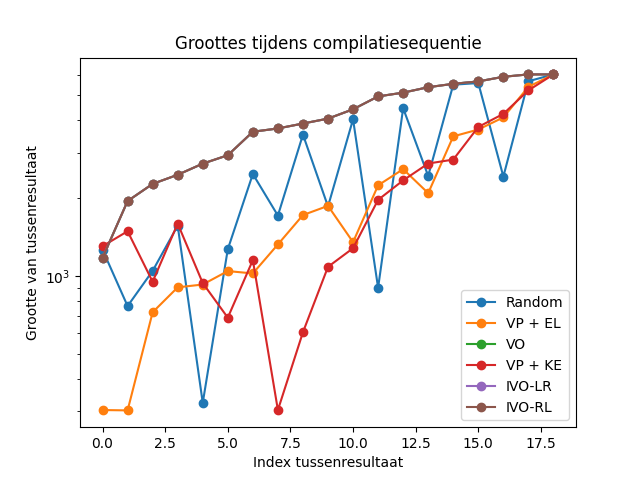 Groottes tijdens compilatiesequentie
Grootte van tussenresultaat
10³
0.0 2.5 5.0 7.5 10.0 12.5 15.0 17.5
Index tussenresultaat
Random
VP + EL
VO
VP + KE
IVO-LR
IVO-RL